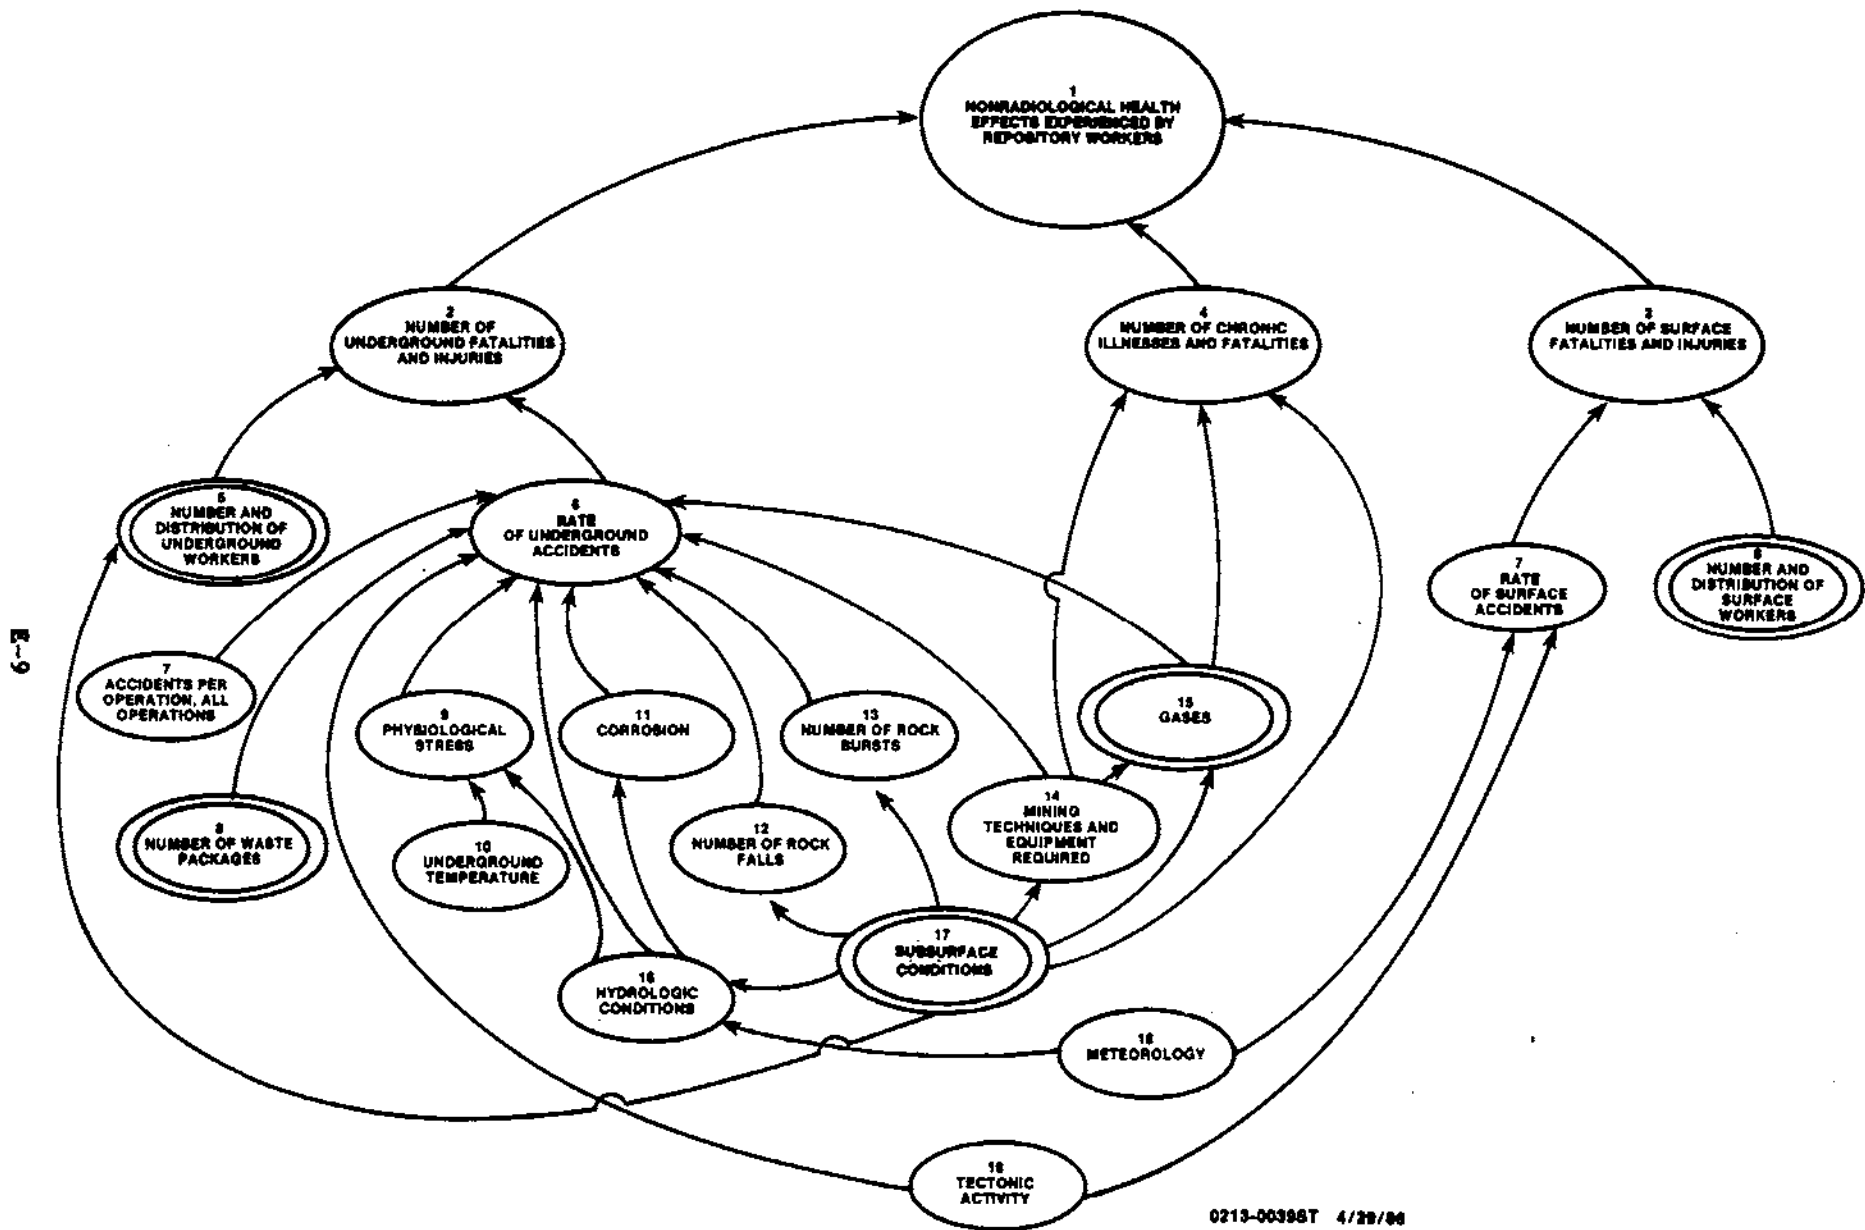 1
NONRADIOLOGICAL HEALTH
EFFECTS EXPERIENCED BY
REPOSITORY WORKERS
2
NUMBER OF
UNDERGROUND FATALITIES
AND INJURIES
4
NUMBER OF CHRONIC
ILLNESSES AND FATALITIES
3
NUMBER OF SURFACE
FATALITIES AND INJURIES
5
NUMBER AND
DISTRIBUTION OF
UNDERGROUND
WORKERS
6
RATE
OF UNDERGROUND
ACCIDENTS
7
RATE
OF SURFACE
ACCIDENTS
6
NUMBER AND
DISTRIBUTION OF
SURFACE
WORKERS
E-9
7
ACCIDENTS PER
OPERATION, ALL
OPERATIONS
9
PHYSIOLOGICAL
STRESS
11
CORROSION
13
NUMBER OF ROCK
BURSTS
15
GASES
8
NUMBER OF WASTE
PACKAGES
10
UNDERGROUND
TEMPERATURE
12
NUMBER OF ROCK
FALLS
14
MINING
TECHNIQUES AND
EQUIPMENT
REQUIRED
17
SUBSURFACE
CONDITIONS
16
HYDROLOGIC
CONDITIONS
18
METEOROLOGY
TECTONIC
ACTIVITY
4/29/86